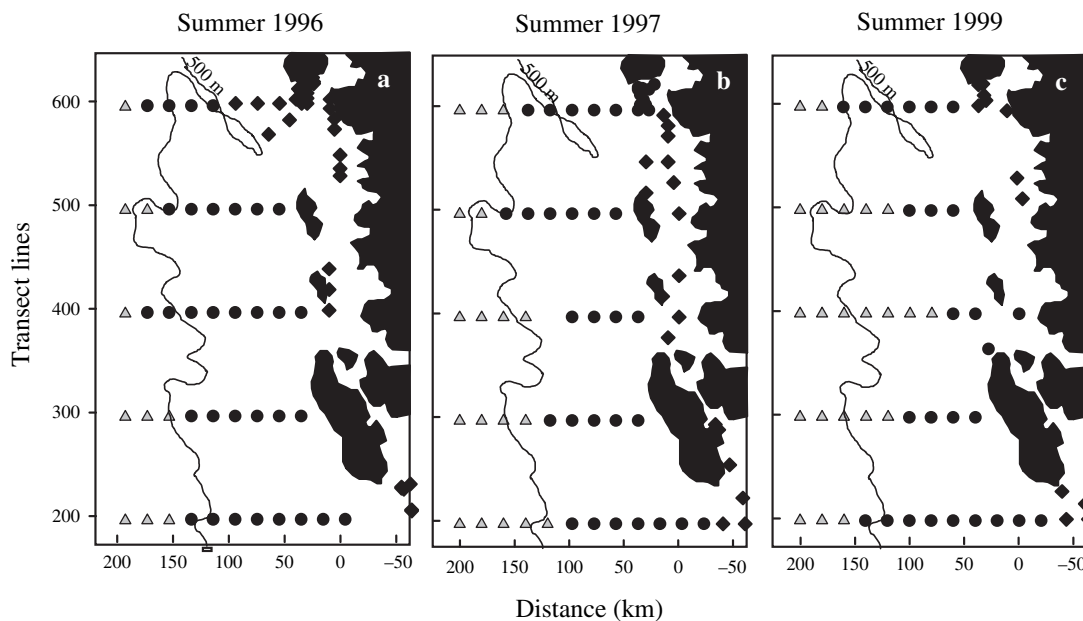 Summer 1996
Summer 1997
Summer 1999
a
b
c
500 m
500 m
500 m
600
500
400
300
200
Transect lines
200 150 100 50 0 −50
200 150 100 50 0 −50
200 150 100 50 0 −50
Distance (km)